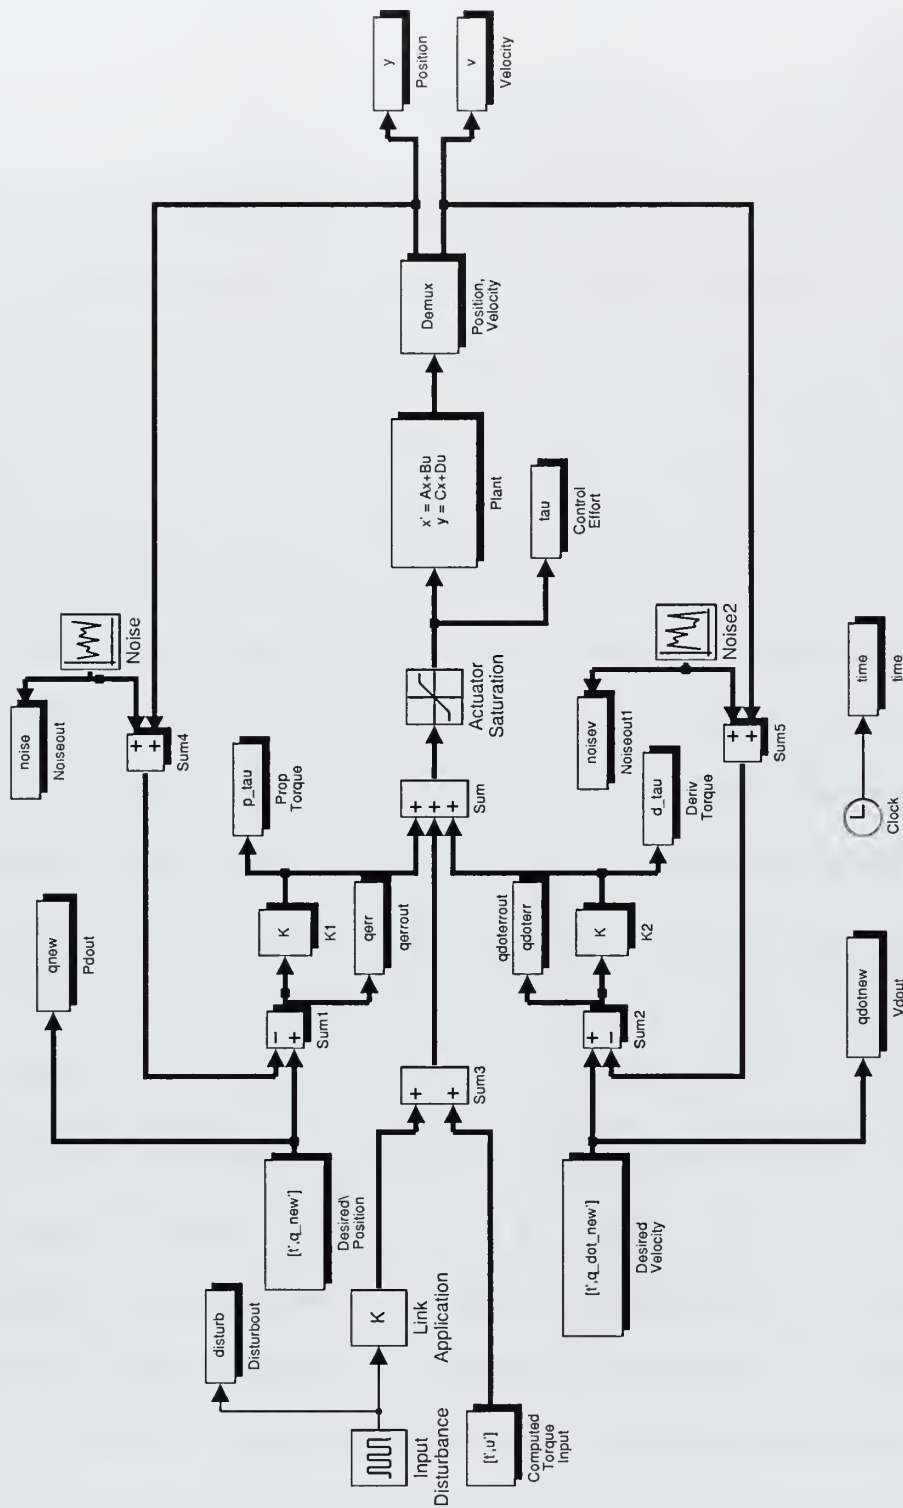 y
Position
v
Velocity
Demux
Position,
Velocity
x' = Ax+Bu
y = Cx+Du
Plant
tau
Control
Effort
Noise
noise
Noiseout
+
+
Sum4
Actuator
Saturation
Noise2
noisev
Noiseout1
+
+
Sum5
time
time
Clock
p_tau
Prop
Torque
+
+
+
Sum
d_tau
Deriv
Torque
qnew
Pdout
K
K1
qerr
qerrout
qdoterrout
qdoterr
K
K2
−
+
Sum1
+
−
Sum2
qdotnew
Vdout
+
+
Sum3
[t',q_new']
Desired\
Position
[t',q_dot_new']
Desired
Velocity
disturb
Disturbout
K
Link
Application
Input
Disturbance
[t',u']
Computed
Torque
Input